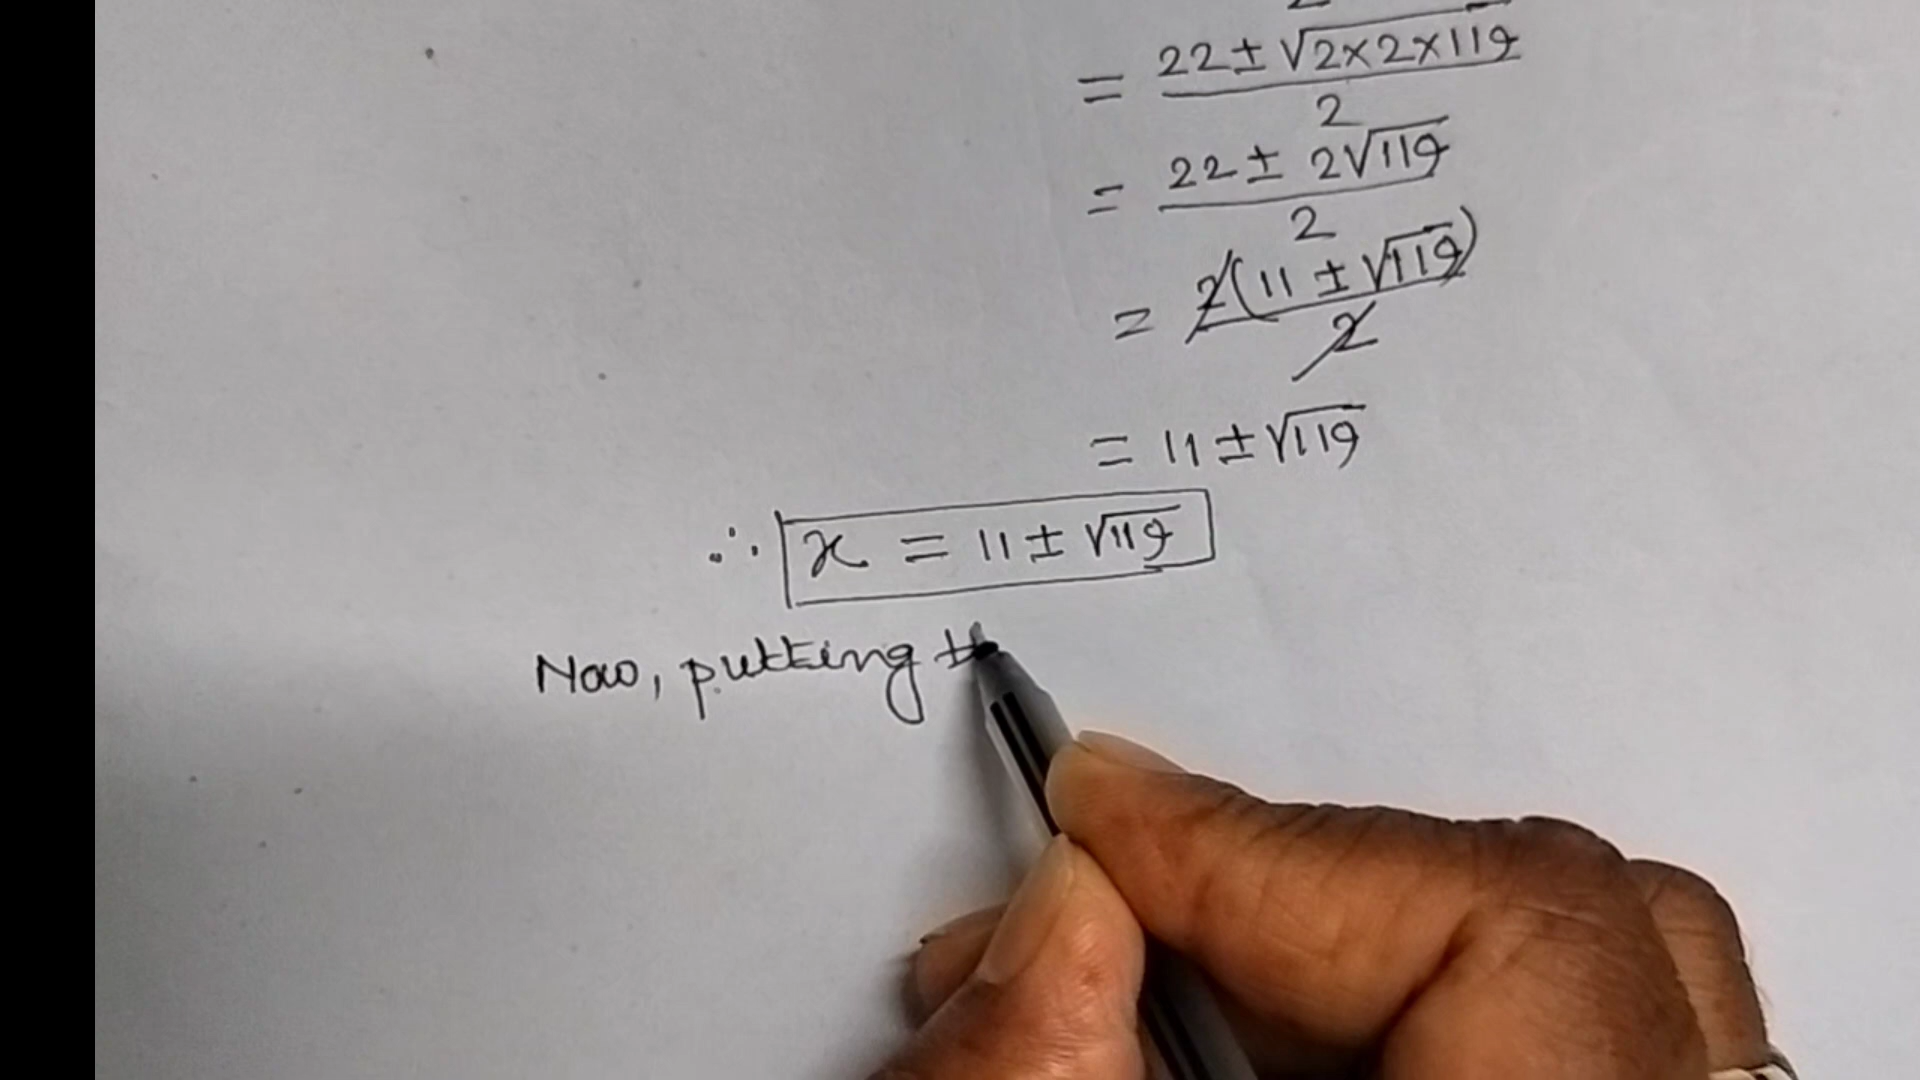 = 22 ± √2×2×119
2
= 22 ± 2√119
2
= 2(11 ± √119)
2
= 11 ± √119
∴ x = 11 ± √119
Now, putting